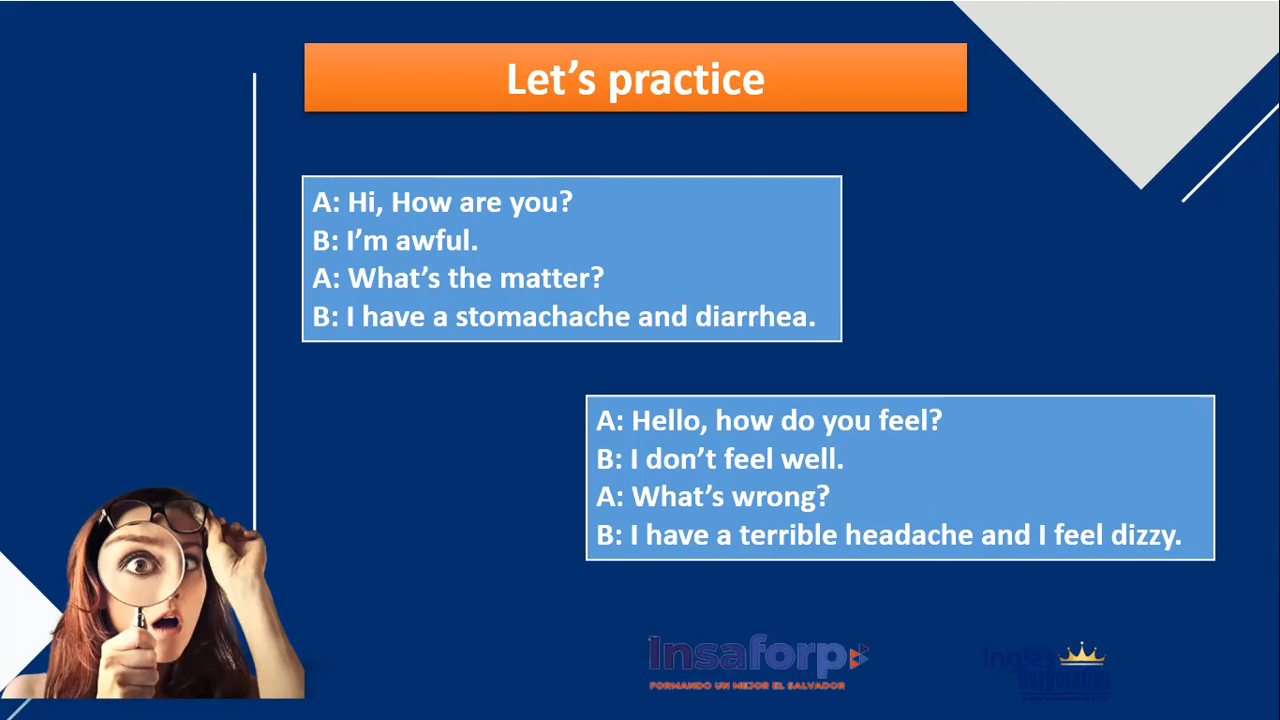 Let’s practice
A: Hi, How are you?
B: I’m awful.
A: What’s the matter?
B: I have a stomachache and diarrhea.
A: Hello, how do you feel?
B: I don’t feel well.
A: What’s wrong?
B: I have a terrible headache and I feel dizzy.
Insaforp
FORMANDO UN MEJOR EL SALVADOR
Inglés